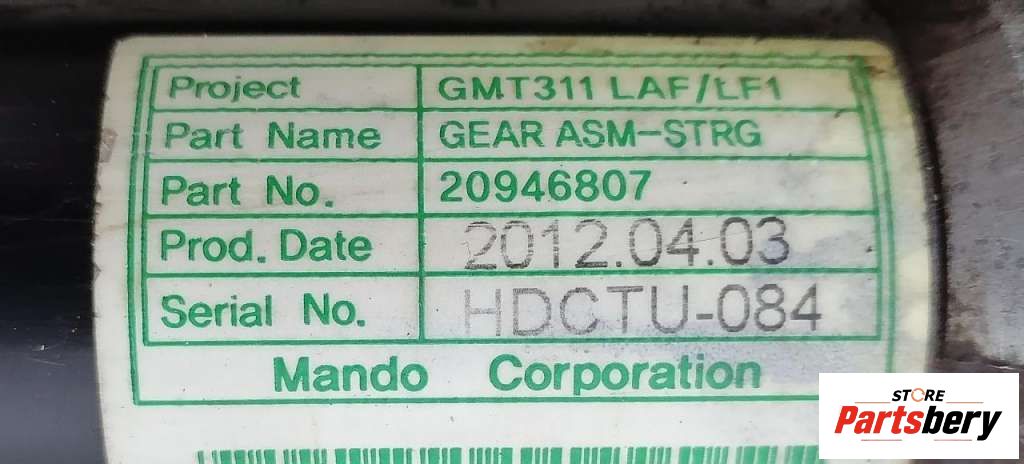 Project GMT311 LAF/LF1
Part Name GEAR ASM-STRG
Part No. 20946807
Prod. Date 2012.04.03
Serial No. HDCTU-084
Mando Corporation
STORE
Partsbery